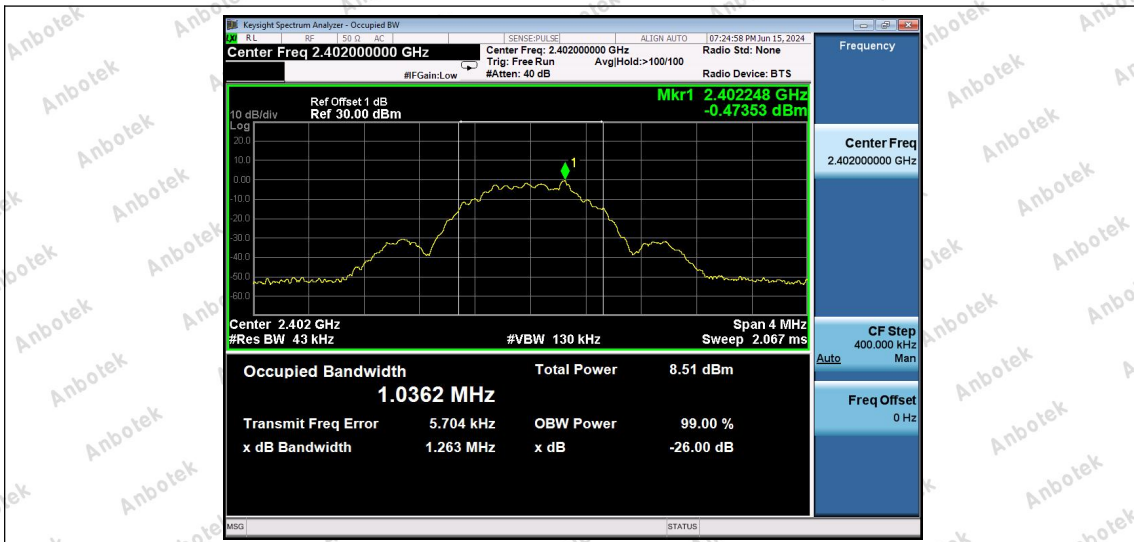 Keysight Spectrum Analyzer - Occupied BW
LXI RL RF 50 Ω AC SENSE:PULSE ALIGN AUTO 07:24:58 PM Jun 15, 2024
Center Freq 2.402000000 GHz
Center Freq: 2.402000000 GHz Radio Std: None
Trig: Free Run Avg|Hold:>100/100
#IFGain:Low #Atten: 40 dB Radio Device: BTS
Mkr1 2.402248 GHz
-0.47353 dBm
Ref Offset 1 dB
10 dB/div Ref 30.00 dBm
Log
20.0
10.0
0.00
-10.0
-20.0
-30.0
-40.0
-50.0
-60.0
1
Center 2.402 GHz Span 4 MHz
#Res BW 43 kHz #VBW 130 kHz Sweep 2.067 ms
Occupied Bandwidth Total Power 8.51 dBm
1.0362 MHz
Transmit Freq Error 5.704 kHz OBW Power 99.00 %
x dB Bandwidth 1.263 MHz x dB -26.00 dB
MSG STATUS
Frequency
Center Freq
2.402000000 GHz
CF Step
400.000 kHz
Auto Man
Freq Offset
0 Hz
Anbotek